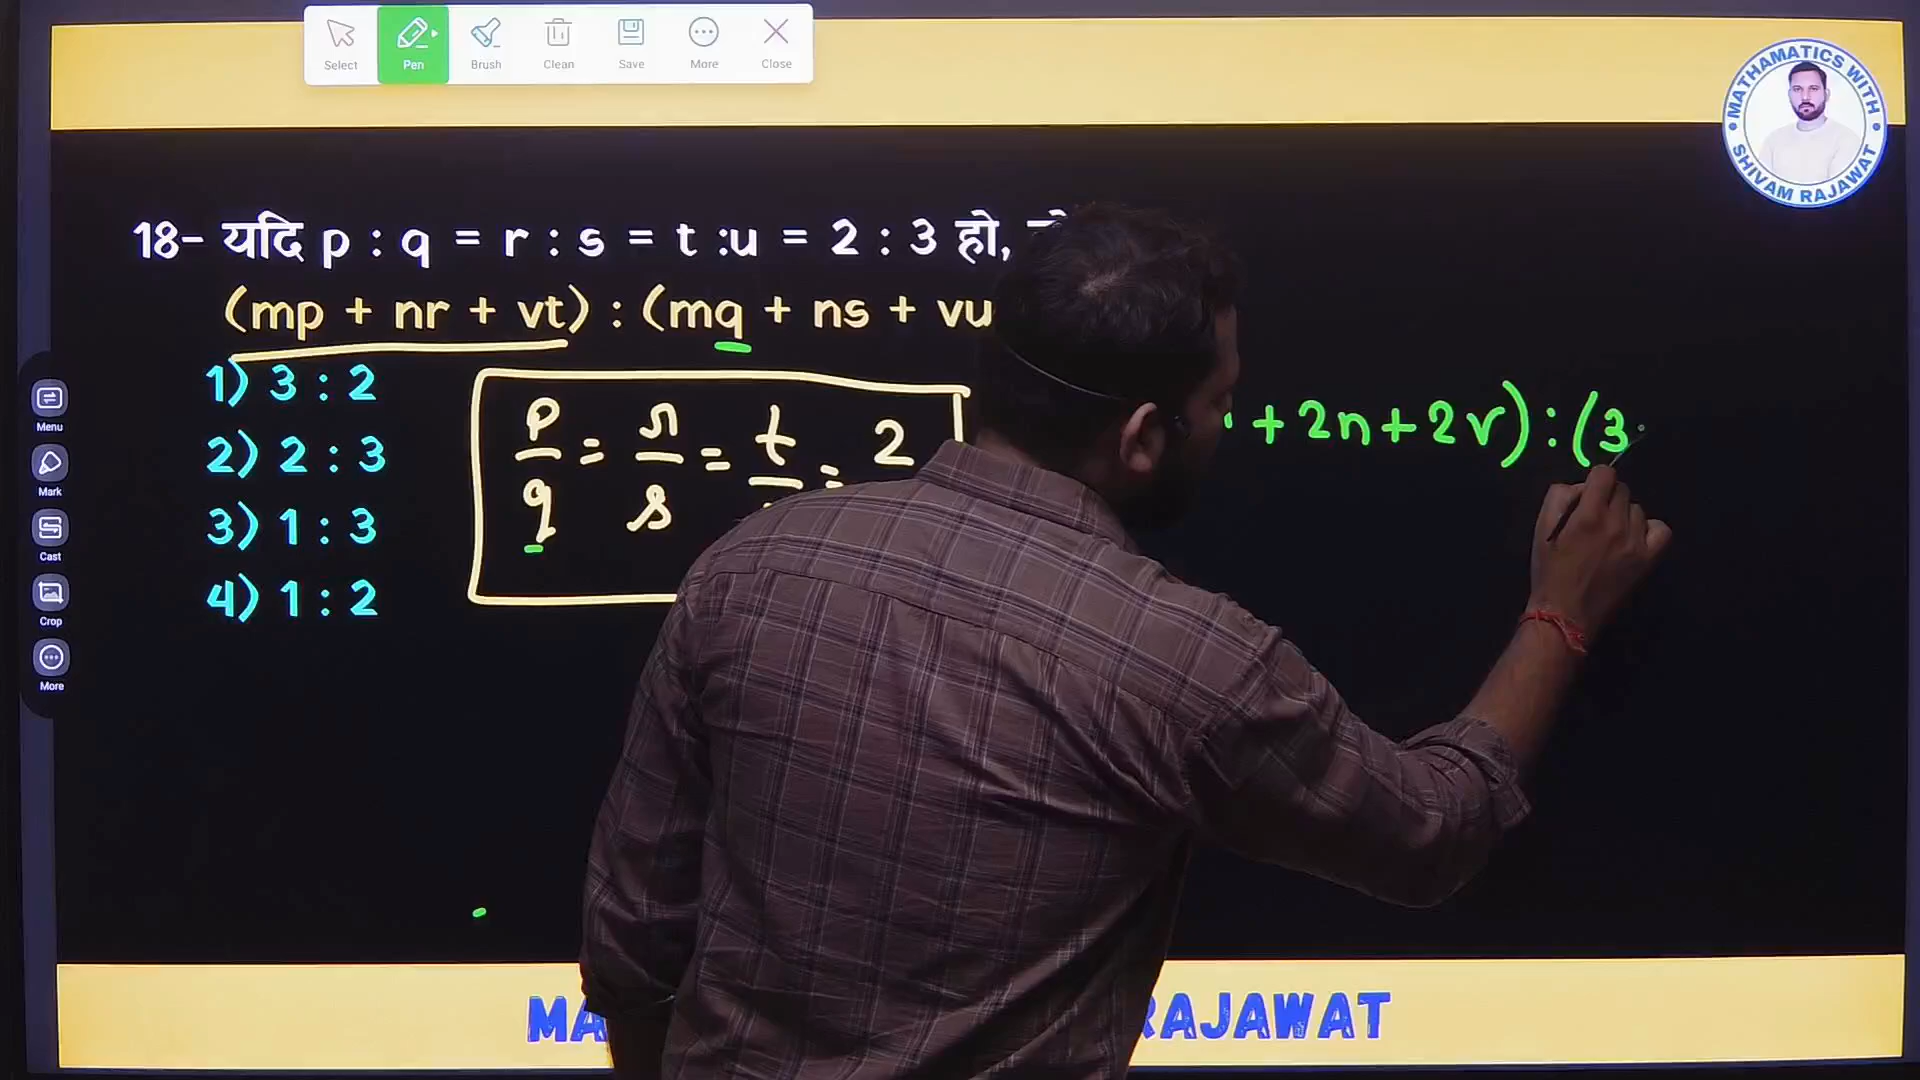 Select Pen Brush Clean Save More Close
MATHAMATICS WITH
SHIVAM RAJAWAT
18- यदि p : q = r : s = t :u = 2 : 3 हो,
(mp + nr + vt) : (mq + ns + vu
1) 3 : 2
2) 2 : 3
3) 1 : 3
4) 1 : 2
p/q = r/s = t/ = 2
+ 2n + 2v) : (3
Menu
Mark
Cast
Crop
More
RAJAWAT